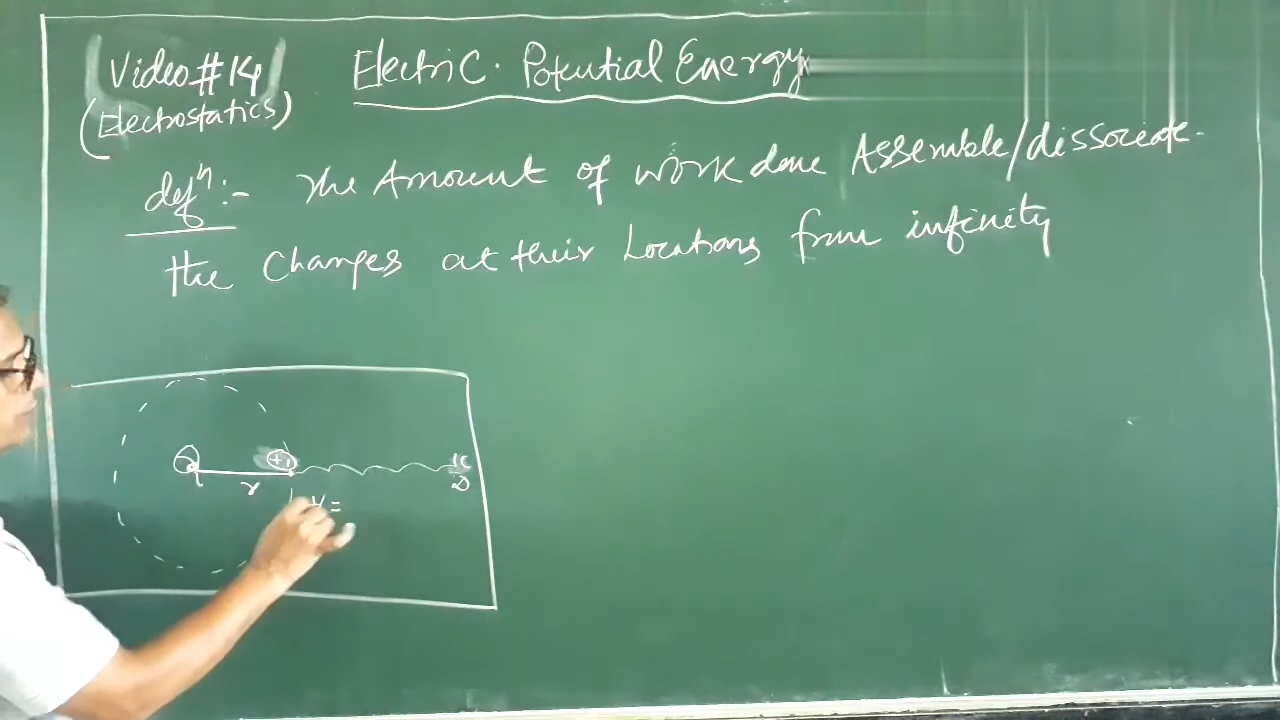 Video #14
Electric Potential Energy
(Electrostatics)
defⁿ :- The Amount of work done Assemble/dissociate
the Charges at their Locations from infinity
+1
r
V =